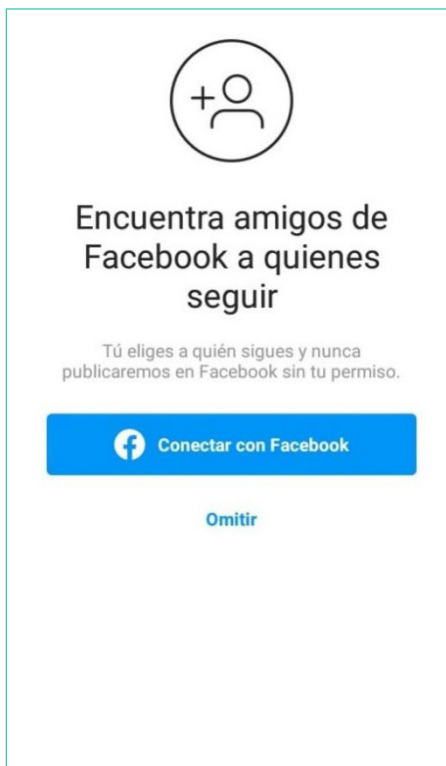 Encuentra amigos de
Facebook a quienes
seguir
Tú eliges a quién sigues y nunca
publicaremos en Facebook sin tu permiso.
Conectar con Facebook
Omitir